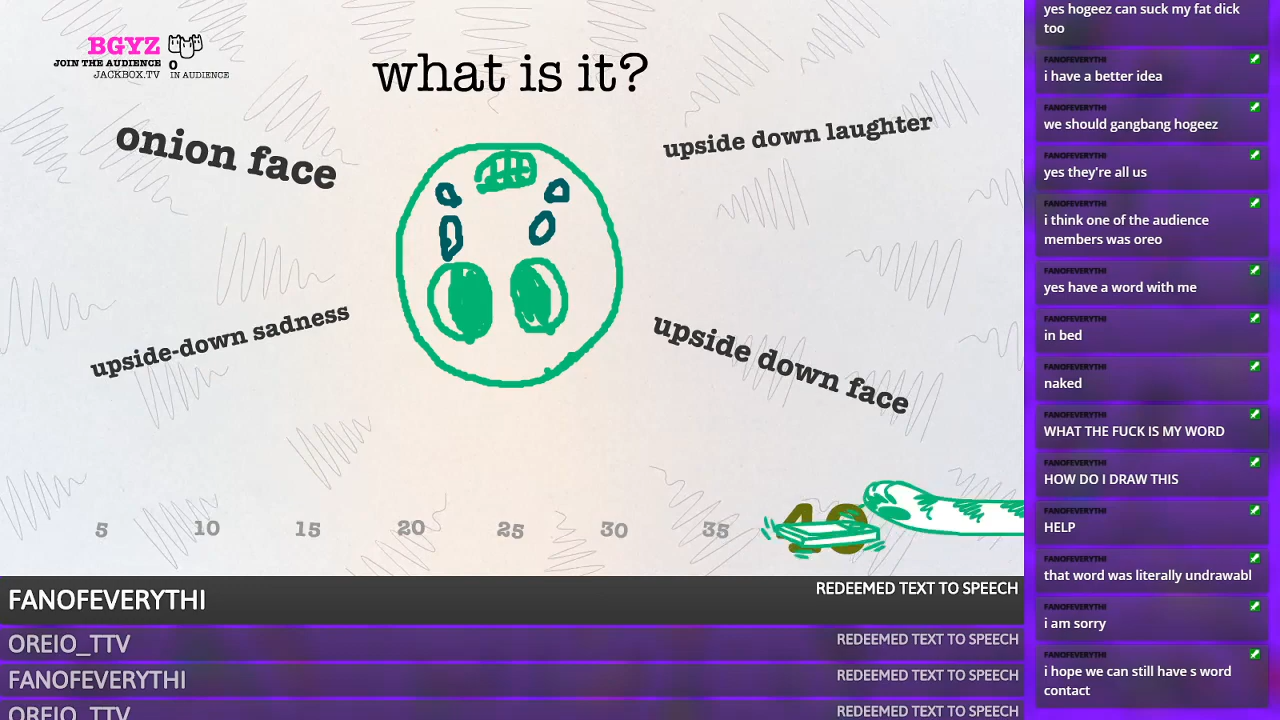 BGYZ
JOIN THE AUDIENCE
JACKBOX.TV
0
IN AUDIENCE
what is it?
onion face
upside down laughter
upside-down sadness
upside down face
5
10
15
20
25
30
35
40
FANOFEVERYTHI
REDEEMED TEXT TO SPEECH
OREIO_TTV
REDEEMED TEXT TO SPEECH
FANOFEVERYTHI
REDEEMED TEXT TO SPEECH
OREIO_TTV
REDEEMED TEXT TO SPEECH
yes hogeez can suck my fat dick
too
FANOFEVERYTHI
i have a better idea
FANOFEVERYTHI
we should gangbang hogeez
FANOFEVERYTHI
yes they're all us
FANOFEVERYTHI
i think one of the audience
members was oreo
FANOFEVERYTHI
yes have a word with me
FANOFEVERYTHI
in bed
FANOFEVERYTHI
naked
FANOFEVERYTHI
WHAT THE FUCK IS MY WORD
FANOFEVERYTHI
HOW DO I DRAW THIS
FANOFEVERYTHI
HELP
FANOFEVERYTHI
that word was literally undrawabl
FANOFEVERYTHI
i am sorry
FANOFEVERYTHI
i hope we can still have s word
contact